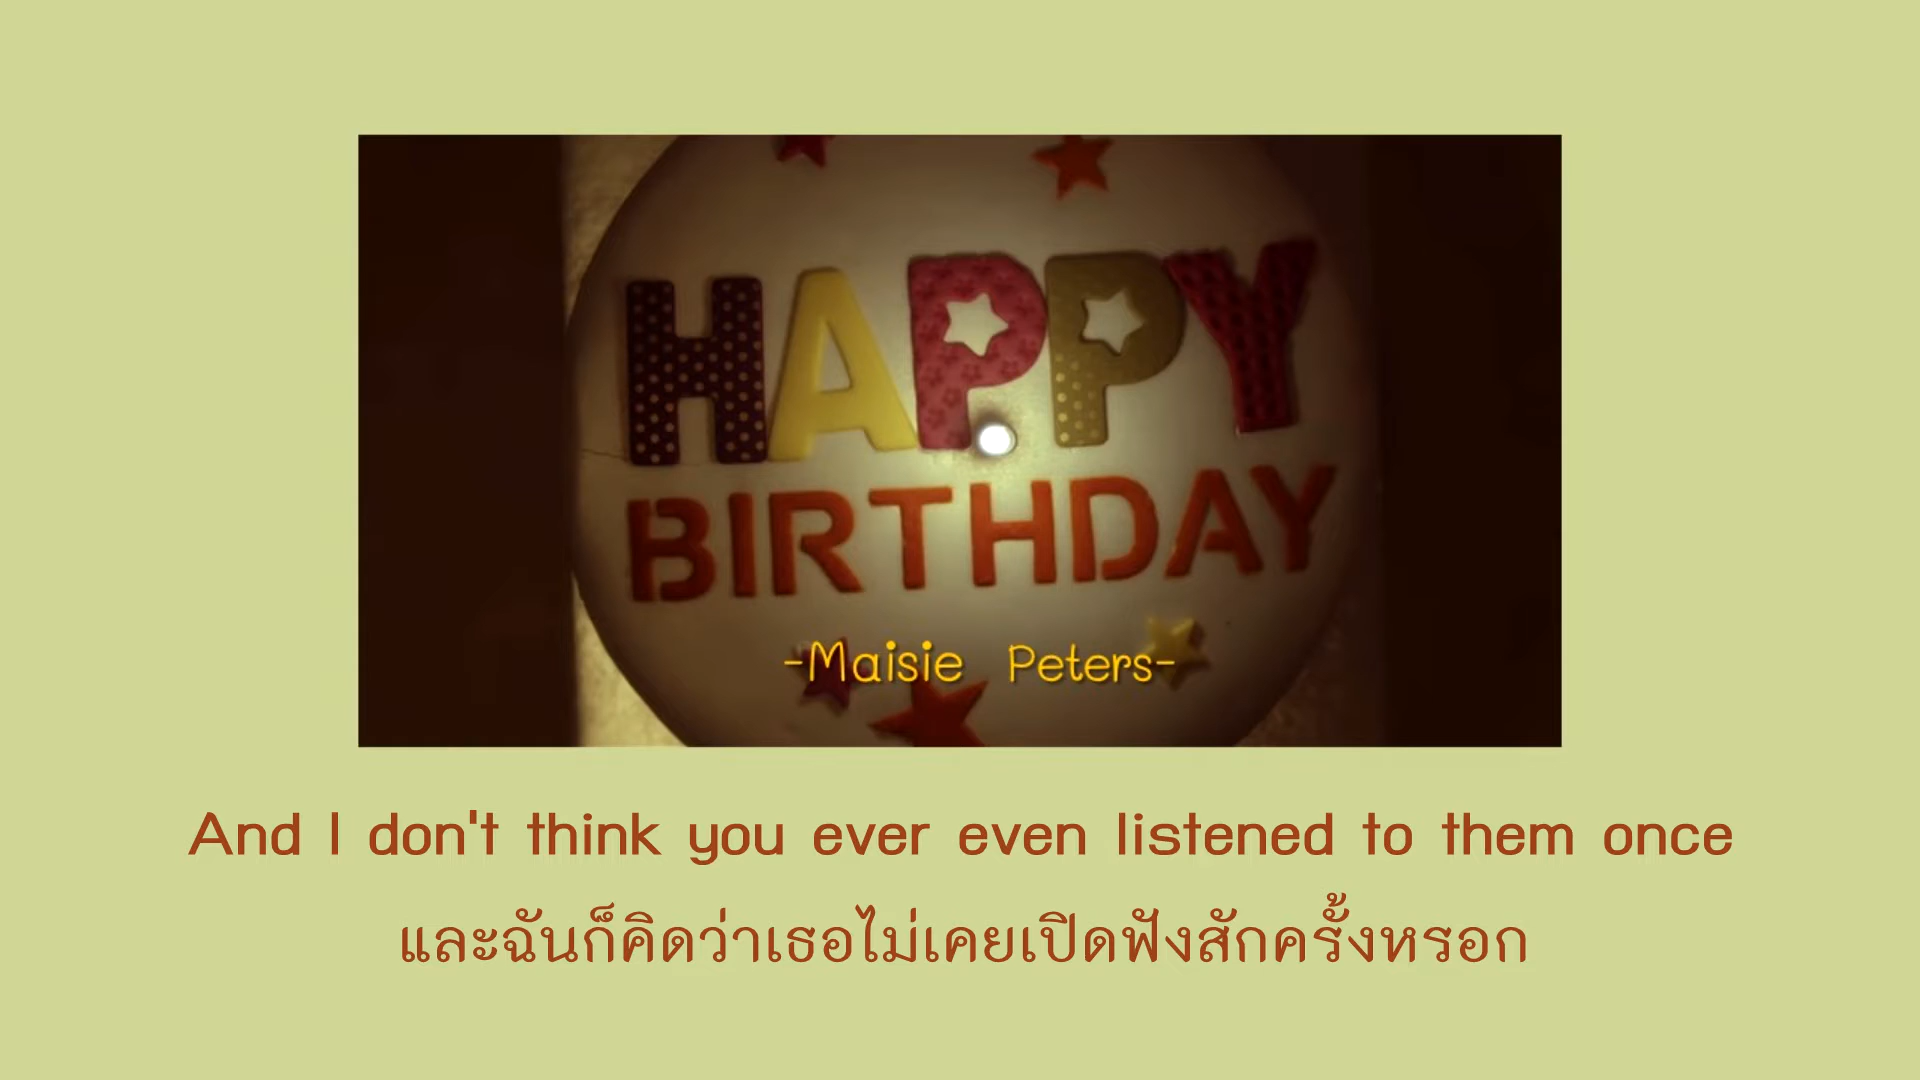 HAPPY
BIRTHDAY
-Maisie Peters-
And I don't think you ever even listened to them once
และฉันก็คิดว่าเธอไม่เคยเปิดฟังสักครั้งหรอก